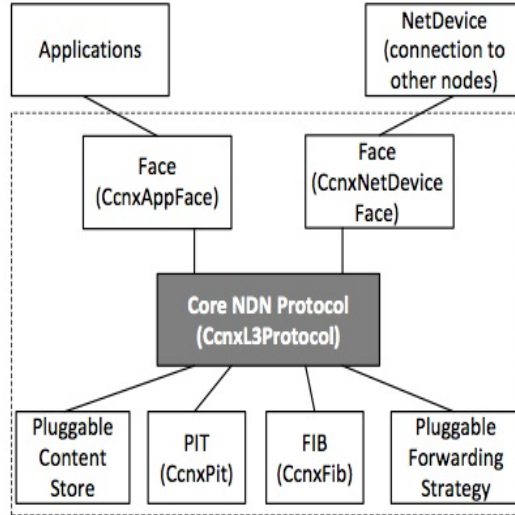 Applications
NetDevice
(connection to
other nodes)
Face
(CcnxAppFace)
Face
(CcnxNetDevice
Face)
Core NDN Protocol
(CcnxL3Protocol)
Pluggable
Content
Store
PIT
(CcnxPit)
FIB
(CcnxFib)
Pluggable
Forwarding
Strategy